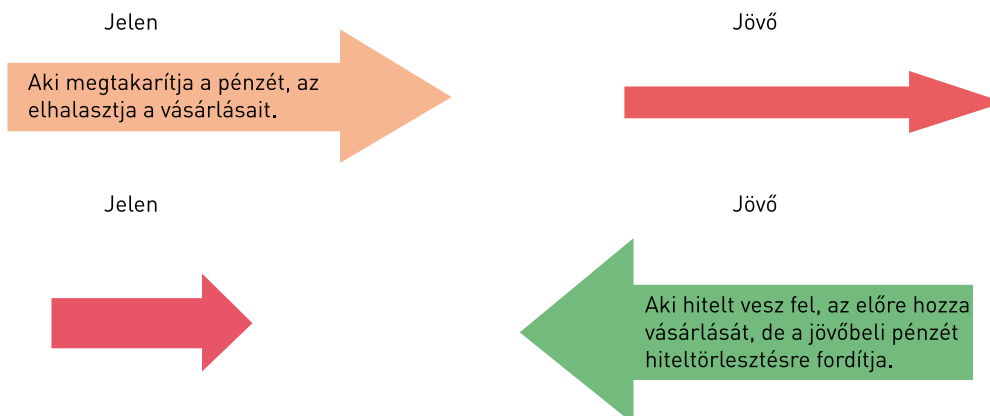 Jelen
Jövő
Aki megtakarítja a pénzét, az
elhalasztja a vásárlásait.
Jelen
Jövő
Aki hitelt vesz fel, az előre hozza
vásárlását, de a jövőbeli pénzét
hiteltörlesztésre fordítja.